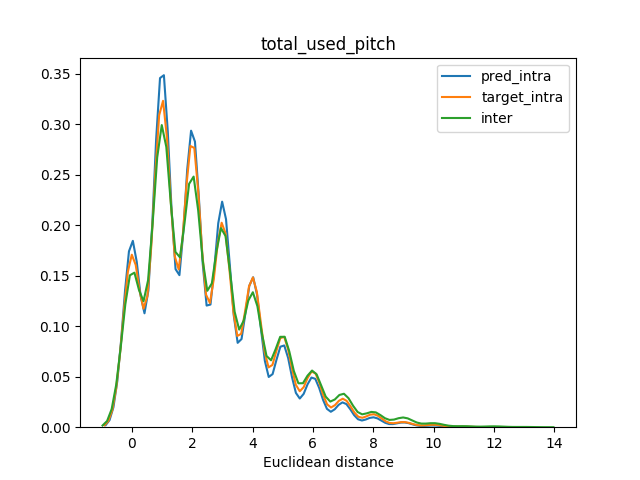 total_used_pitch
pred_intra
target_intra
inter
0.35
0.30
0.25
0.20
0.15
0.10
0.05
0.00
0 2 4 6 8 10 12 14
Euclidean distance